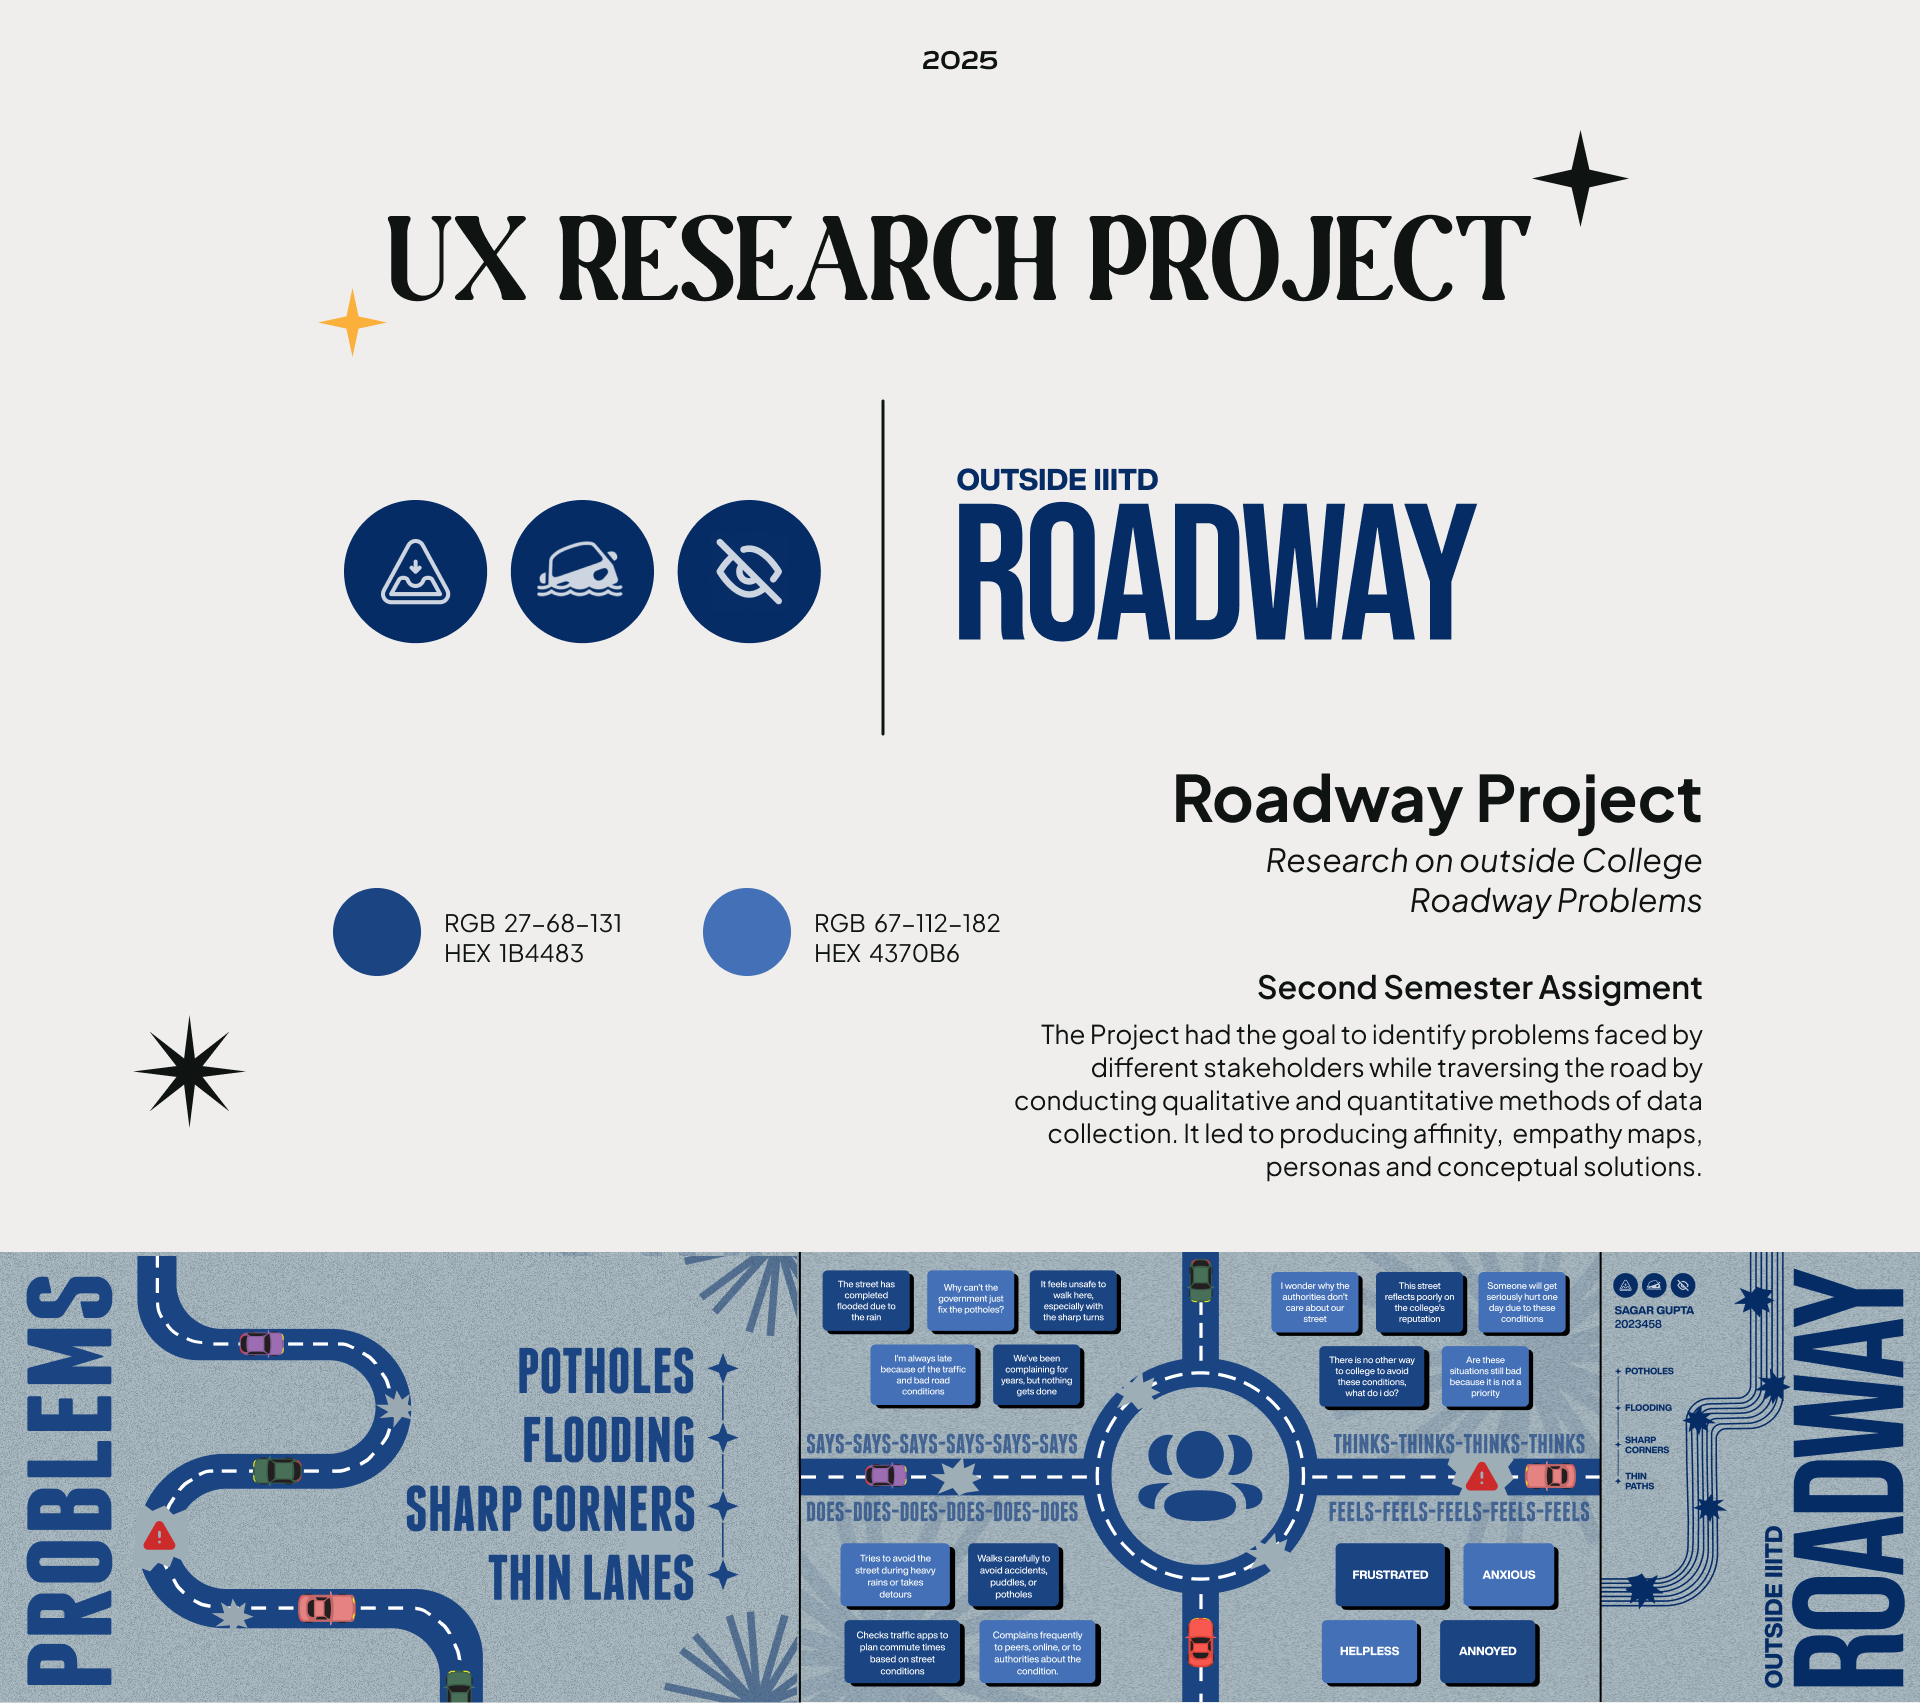 2025
UX RESEARCH PROJECT
OUTSIDE IIITD
ROADWAY
Roadway Project
Research on outside College
Roadway Problems
RGB 27-68-131
HEX 1B4483
RGB 67-112-182
HEX 4370B6
Second Semester Assigment
The Project had the goal to identify problems faced by
different stakeholders while traversing the road by
conducting qualitative and quantitative methods of data
collection. It led to producing affinity, empathy maps,
personas and conceptual solutions.
PROBLEMS
POTHOLES
FLOODING
SHARP CORNERS
THIN LANES
The street has
completed
flooded due to
the rain
Why can't the
government just
fix the potholes?
It feels unsafe to
walk here,
especially with
the sharp turns
I'm always late
because of the traffic
and bad road
conditions
We've been
complaining for
years, but nothing
gets done
SAYS-SAYS-SAYS-SAYS-SAYS-SAYS
I wonder why the
authorities don't
care about our
street
This street
reflects poorly on
the college's
reputation
Someone will get
seriously hurt one
day due to these
conditions
There is no other way
to college to avoid
these conditions,
what do i do?
Are these
situations still bad
because it is not a
priority
THINKS-THINKS-THINKS-THINKS
DOES-DOES-DOES-DOES-DOES-DOES
Tries to avoid the
street during heavy
rains or takes
detours
Walks carefully to
avoid accidents,
puddles, or
potholes
Checks traffic apps to
plan commute times
based on street
conditions
Complains frequently
to peers, online, or to
authorities about the
condition.
FEELS-FEELS-FEELS-FEELS-FEELS
FRUSTRATED
ANXIOUS
HELPLESS
ANNOYED
SAGAR GUPTA
2023458
POTHOLES
FLOODING
SHARP
CORNERS
THIN
PATHS
OUTSIDE IIITD
ROADWAY